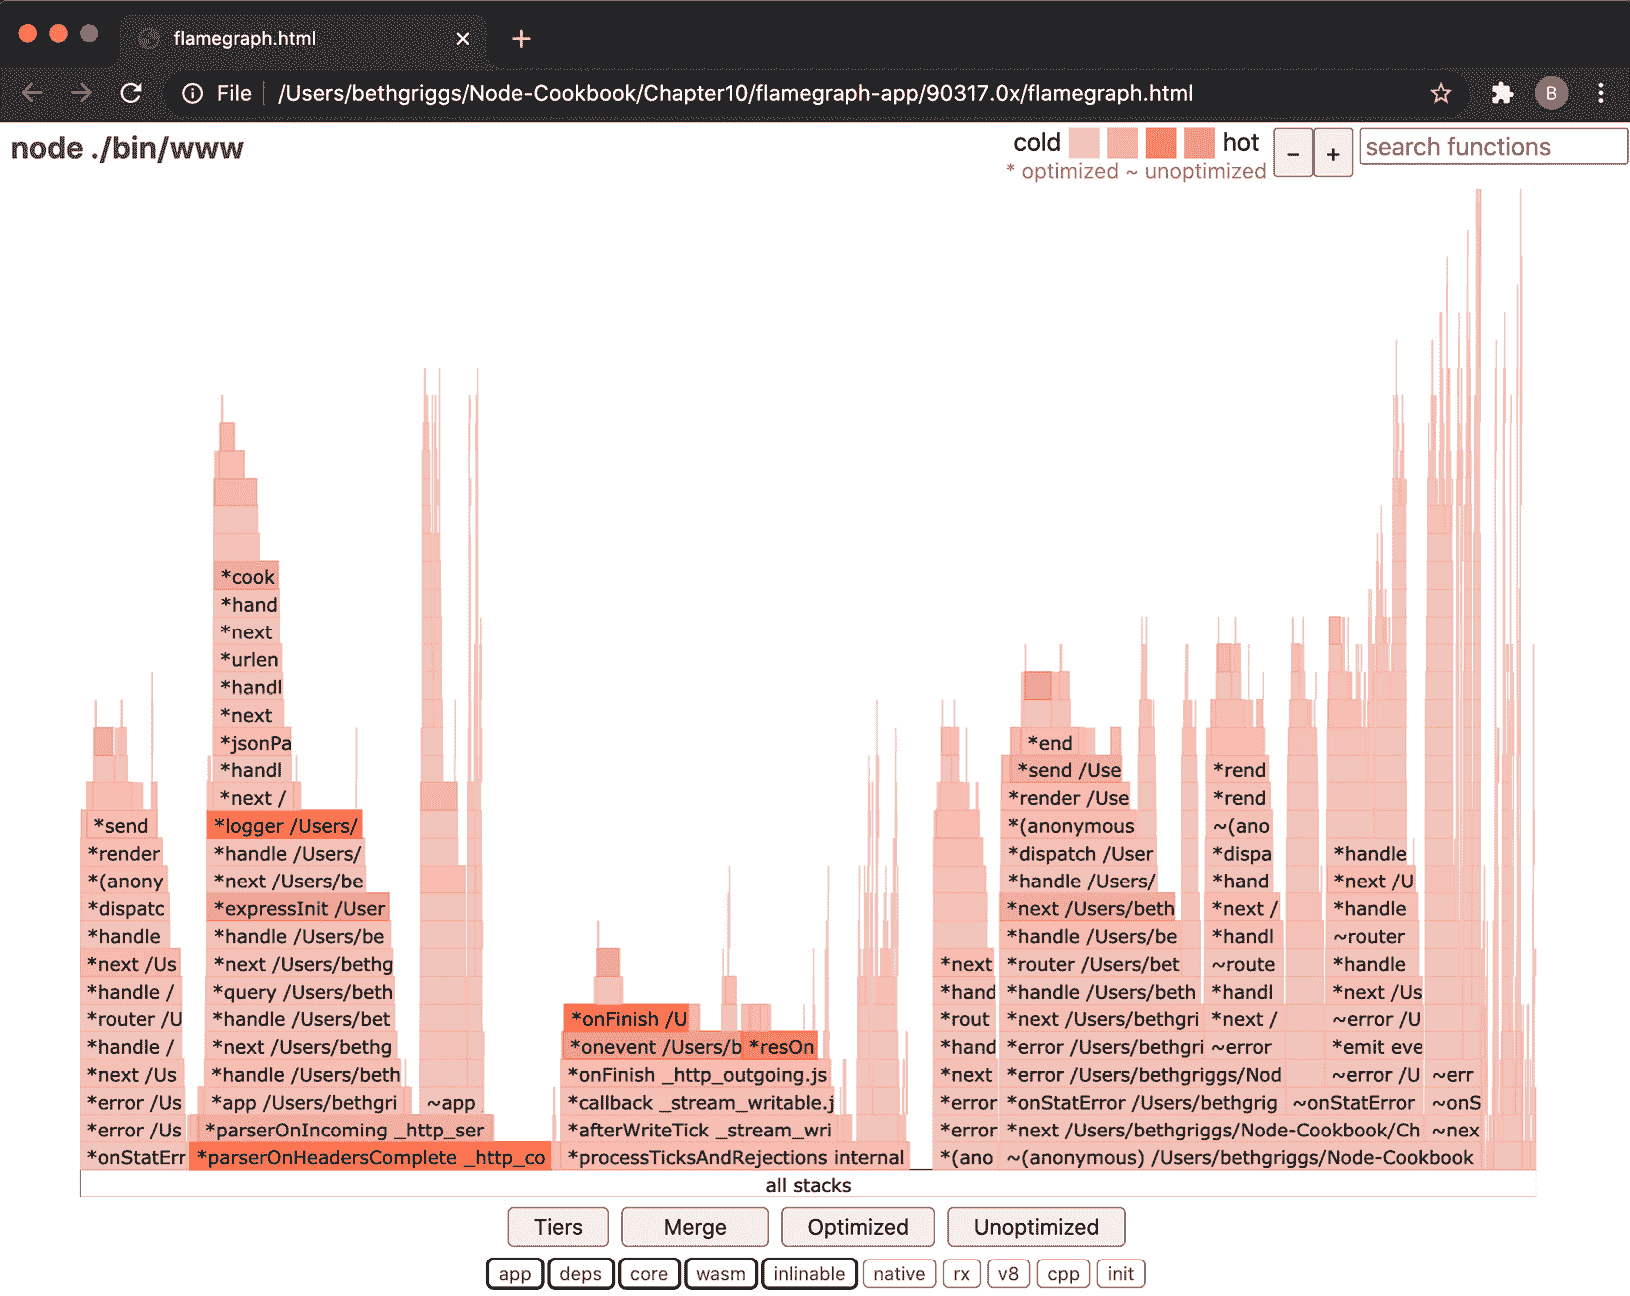 flamegraph.html
File /Users/bethgriggs/Node-Cookbook/Chapter10/flamegraph-app/90317.0x/flamegraph.html B
node ./bin/www
cold hot - + search functions
* optimized ~ unoptimized
*cook
*hand
*next
*urlen
*handl
*next
*jsonPa *end
*handl *send /Use *rend
*next / *render /Use *rend
*send *logger /Users/ *(anonymous ~(ano
*render *handle /Users/ *dispatch /User *dispa *handle
*(anony *next /Users/be *handle /Users/ *hand *next /U
*dispatc *expressInit /User *next /Users/beth *next / *handle
*handle *handle /Users/be *handle /Users/be *handl ~router
*next /Us *next /Users/bethg *next *router /Users/bet ~route *handle
*handle / *query /Users/beth *hand *handle /Users/beth *handl *next /Us
*router /U *handle /Users/bet *onFinish /U *rout *next /Users/bethgri *next / ~error /U
*handle / *next /Users/bethg *onevent /Users/b *resOn *hand *error /Users/bethgri ~error *emit eve
*next /Us *handle /Users/beth *onFinish _http_outgoing.js *next *error /Users/bethgriggs/Nod ~error /U ~err
*error /Us *app /Users/bethgri ~app *callback _stream_writable.j *error *onStatError /Users/bethgrig ~onStatError ~onS
*error /Us *parserOnIncoming _http_ser *afterWriteTick _stream_wri *error *next /Users/bethgriggs/Node-Cookbook/Ch ~nex
*onStatErr *parserOnHeadersComplete _http_co *processTicksAndRejections internal *(ano ~(anonymous) /Users/bethgriggs/Node-Cookbook
all stacks
Tiers Merge Optimized Unoptimized
app deps core wasm inlinable native rx v8 cpp init